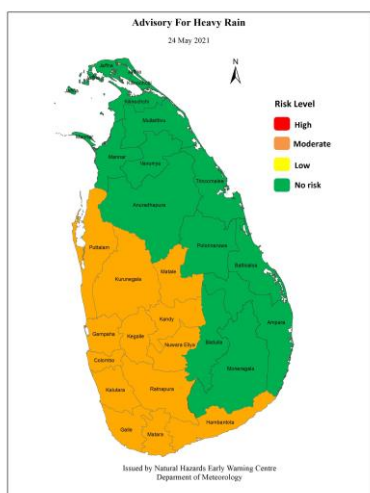 Advisory For Heavy Rain
24 May 2021
N
Risk Level
High
Moderate
Low
No risk
Jaffna
Kilinochchi
Mullaitivu
Mannar
Vavuniya
Trincomalee
Anuradhapura
Puttalam
Polonnaruwa
Matale
Batticaloa
Kurunegala
Kandy
Ampara
Gampaha
Kegalle
Nuwara Eliya
Badulla
Colombo
Monaragala
Kalutara
Ratnapura
Hambantota
Galle
Matara
Issued by Natural Hazards Early Warning Centre
Department of Meteorology